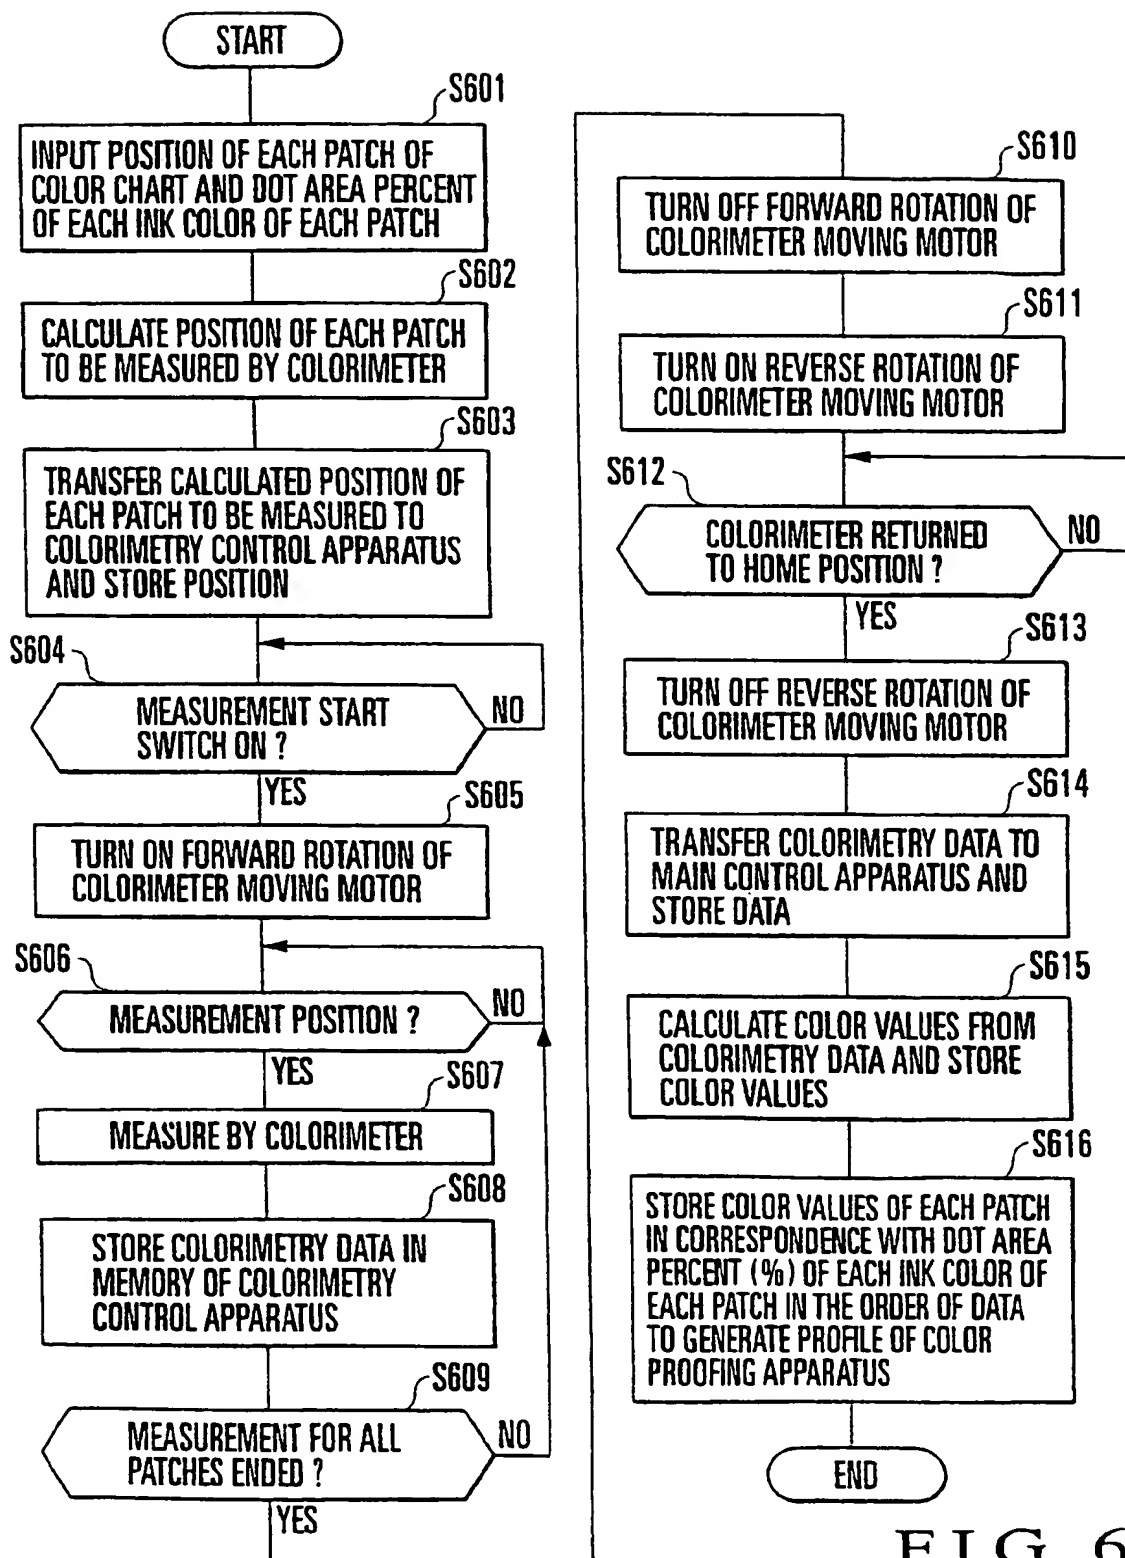 START
S601
INPUT POSITION OF EACH PATCH OF
COLOR CHART AND DOT AREA PERCENT
OF EACH INK COLOR OF EACH PATCH
S602
CALCULATE POSITION OF EACH PATCH
TO BE MEASURED BY COLORIMETER
S603
TRANSFER CALCULATED POSITION OF
EACH PATCH TO BE MEASURED TO
COLORIMETRY CONTROL APPARATUS
AND STORE POSITION
S604
MEASUREMENT START
SWITCH ON ?
NO
YES
S605
TURN ON FORWARD ROTATION OF
COLORIMETER MOVING MOTOR
S606
MEASUREMENT POSITION ?
NO
YES
S607
MEASURE BY COLORIMETER
S608
STORE COLORIMETRY DATA IN
MEMORY OF COLORIMETRY
CONTROL APPARATUS
S609
MEASUREMENT FOR ALL
PATCHES ENDED ?
NO
YES
S610
TURN OFF FORWARD ROTATION OF
COLORIMETER MOVING MOTOR
S611
TURN ON REVERSE ROTATION OF
COLORIMETER MOVING MOTOR
S612
COLORIMETER RETURNED
TO HOME POSITION ?
NO
YES
S613
TURN OFF REVERSE ROTATION OF
COLORIMETER MOVING MOTOR
S614
TRANSFER COLORIMETRY DATA TO
MAIN CONTROL APPARATUS AND
STORE DATA
S615
CALCULATE COLOR VALUES FROM
COLORIMETRY DATA AND STORE
COLOR VALUES
S616
STORE COLOR VALUES OF EACH PATCH
IN CORRESPONDENCE WITH DOT AREA
PERCENT (%) OF EACH INK COLOR OF
EACH PATCH IN THE ORDER OF DATA
TO GENERATE PROFILE OF COLOR
PROOFING APPARATUS
END
FIG. 6